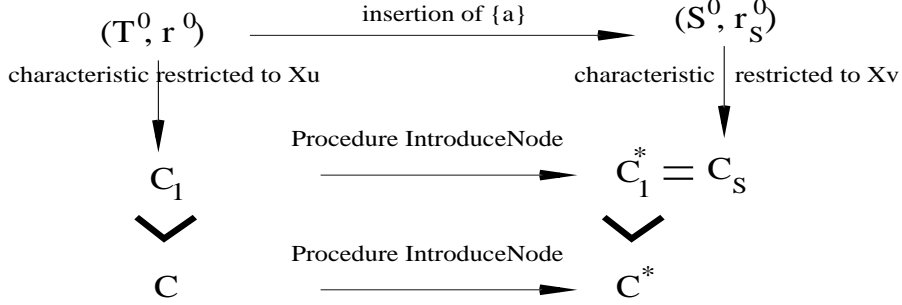 (T^0, r^0) insertion of {a} (S^0, r_S^0)
characteristic restricted to Xu characteristic restricted to Xv
Procedure IntroduceNode
C_1 C_1^* = C_S
Procedure IntroduceNode
C C^*